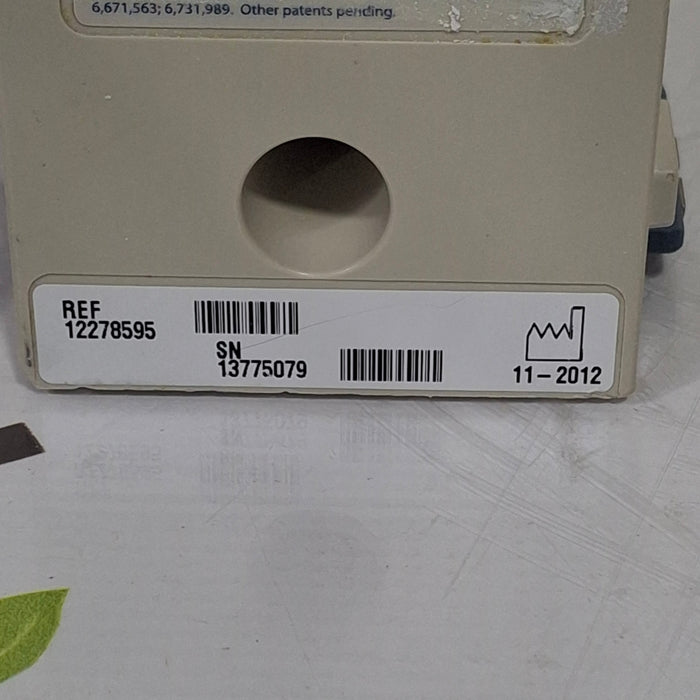 6,671,563; 6,731,989. Other patents pending.
REF
12278595
SN
13775079
11-2012